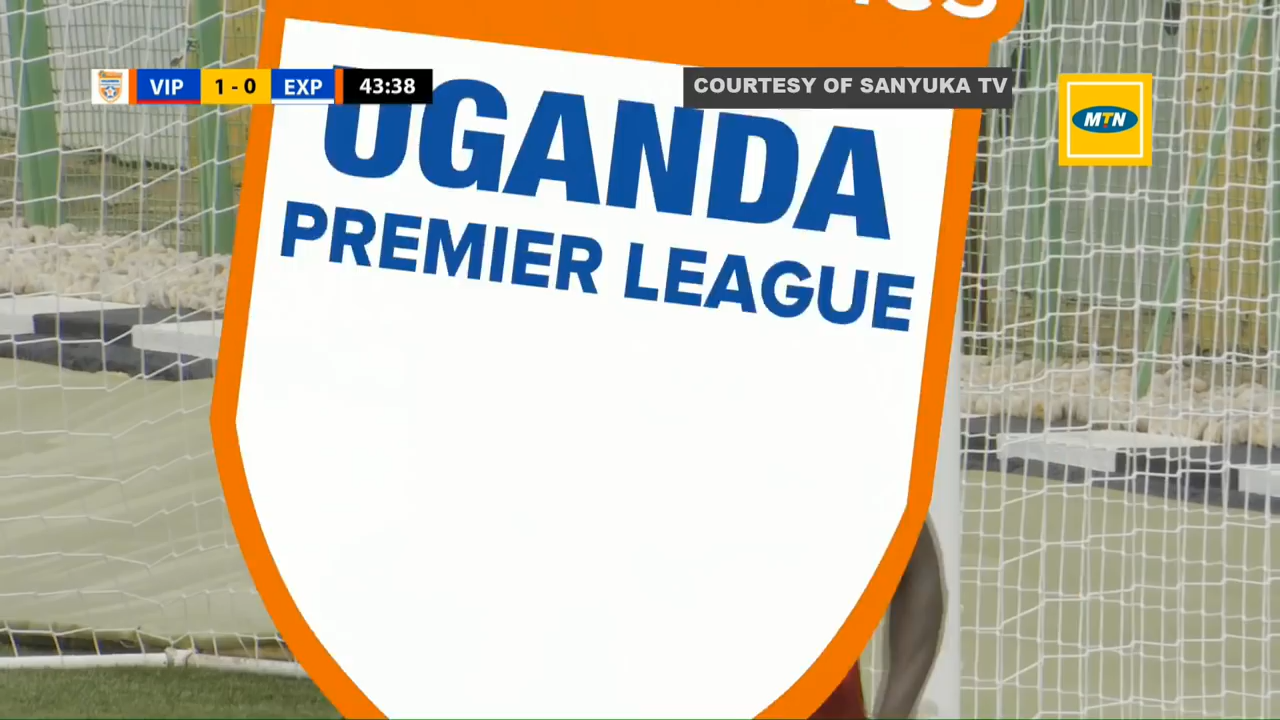 VIP 1 - 0 EXP 43:38
COURTESY OF SANYUKA TV
MTN
UGANDA
PREMIER LEAGUE